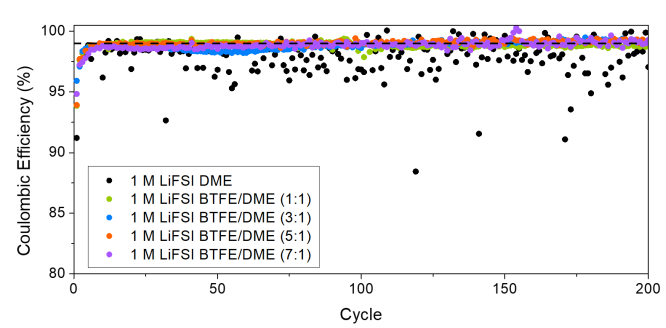 100
95
90
85
80
Coulombic Efficiency (%)
1 M LiFSI DME
1 M LiFSI BTFE/DME (1:1)
1 M LiFSI BTFE/DME (3:1)
1 M LiFSI BTFE/DME (5:1)
1 M LiFSI BTFE/DME (7:1)
0 50 100 150 200
Cycle